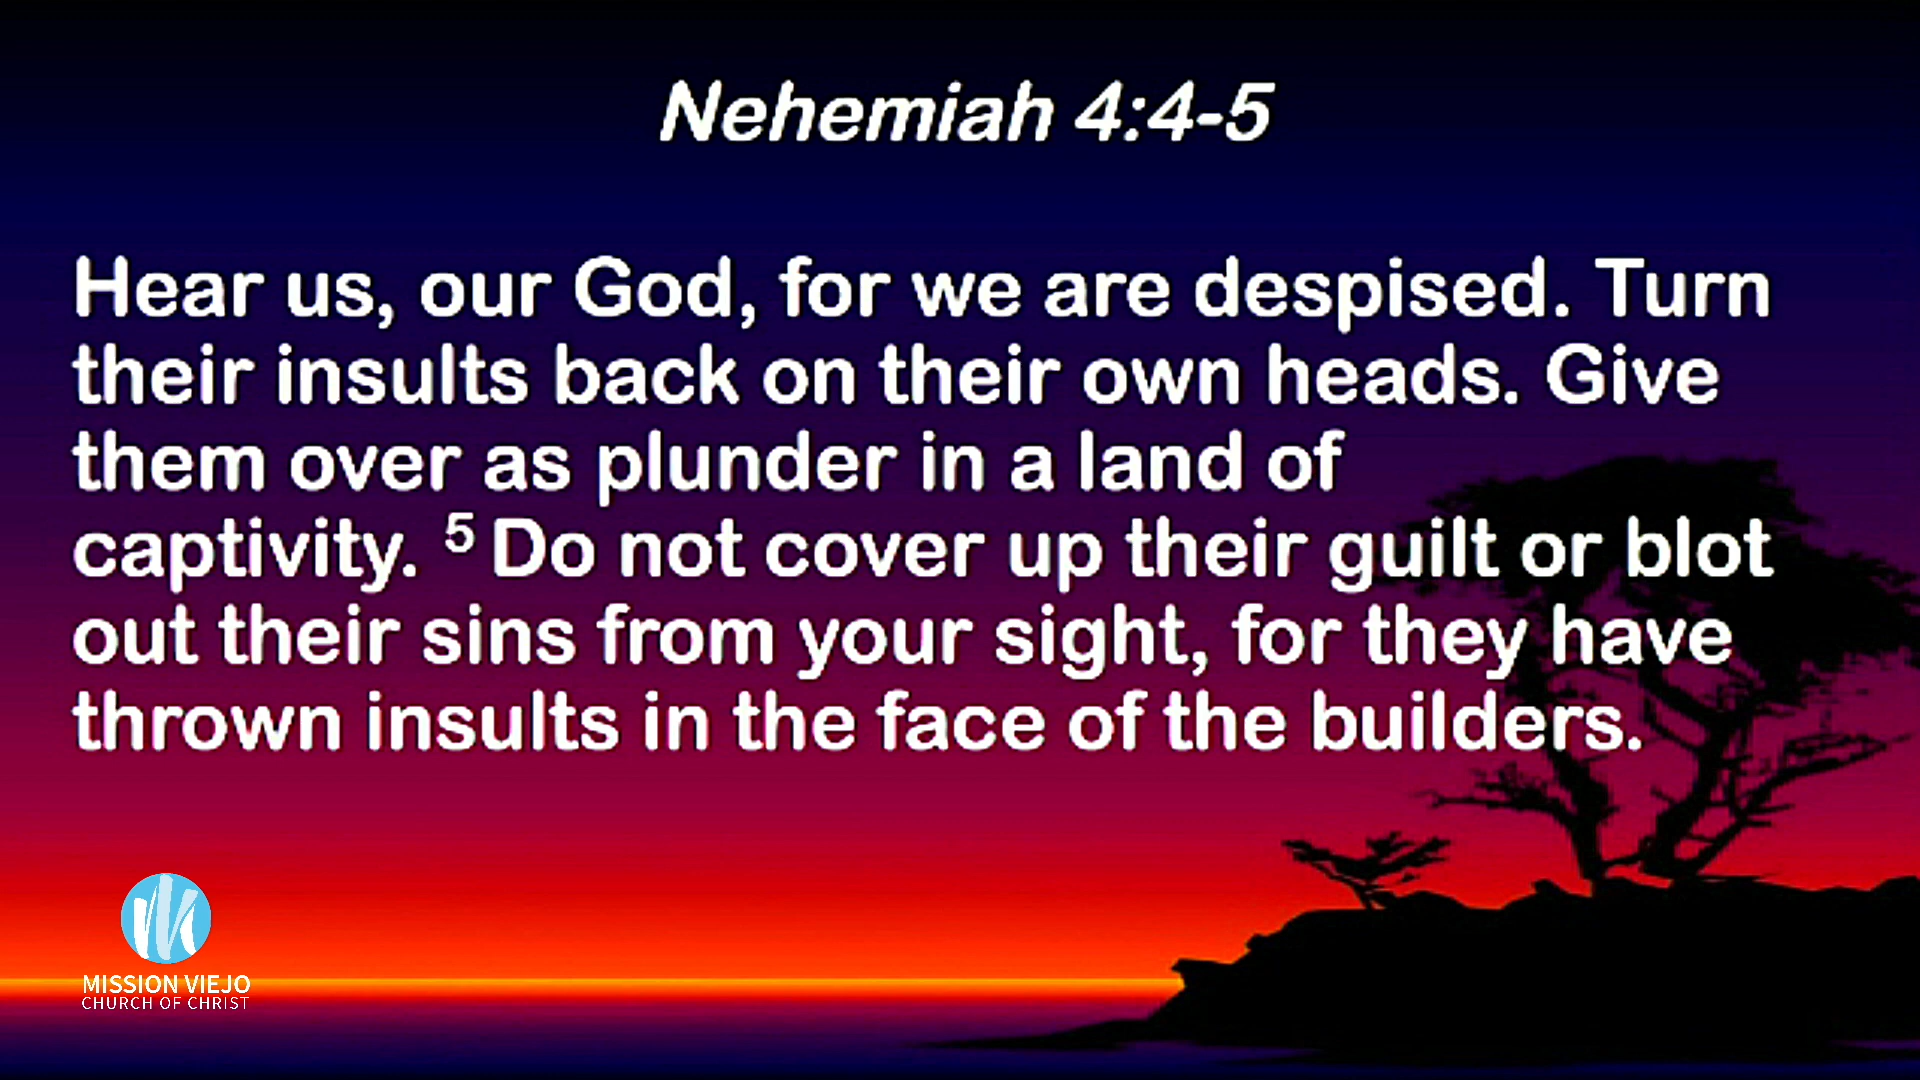 Nehemiah 4:4-5
Hear us, our God, for we are despised. Turn
their insults back on their own heads. Give
them over as plunder in a land of
captivity. ⁵ Do not cover up their guilt or blot
out their sins from your sight, for they have
thrown insults in the face of the builders.
MISSION VIEJO
CHURCH OF CHRIST